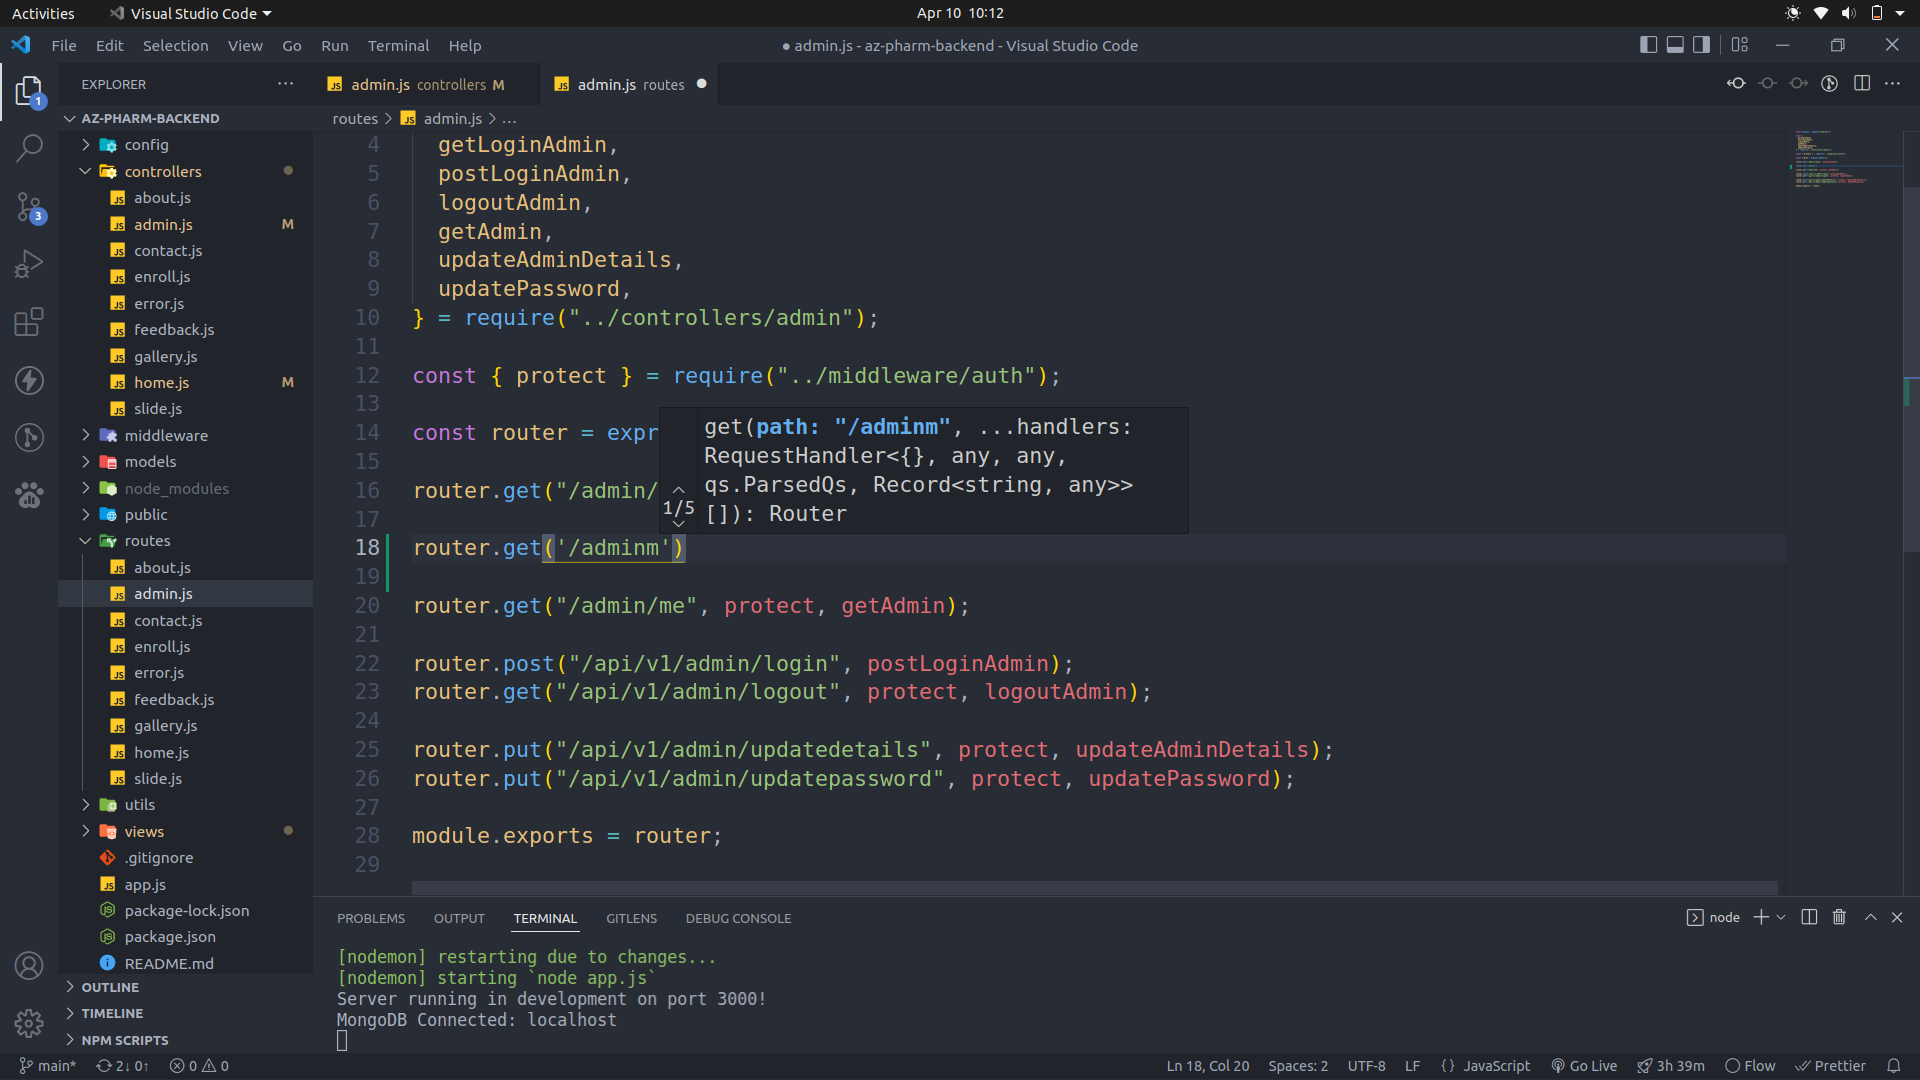 Activities
Visual Studio Code
Apr 10 10:12
File Edit Selection View Go Run Terminal Help
● admin.js - az-pharm-backend - Visual Studio Code
EXPLORER
admin.js controllers M
admin.js routes
AZ-PHARM-BACKEND
routes > admin.js > ...
1
3
config
controllers
about.js
admin.js M
contact.js
enroll.js
error.js
feedback.js
gallery.js
home.js M
slide.js
middleware
models
node_modules
public
routes
about.js
admin.js
contact.js
enroll.js
error.js
feedback.js
gallery.js
home.js
slide.js
utils
views
.gitignore
app.js
package-lock.json
package.json
README.md
OUTLINE
TIMELINE
NPM SCRIPTS
4 getLoginAdmin,
5 postLoginAdmin,
6 logoutAdmin,
7 getAdmin,
8 updateAdminDetails,
9 updatePassword,
10 } = require("../controllers/admin");
11
12 const { protect } = require("../middleware/auth");
13
14 const router = expr
15
16 router.get("/admin/
17
18 router.get('/adminm')
19
20 router.get("/admin/me", protect, getAdmin);
21
22 router.post("/api/v1/admin/login", postLoginAdmin);
23 router.get("/api/v1/admin/logout", protect, logoutAdmin);
24
25 router.put("/api/v1/admin/updatedetails", protect, updateAdminDetails);
26 router.put("/api/v1/admin/updatepassword", protect, updatePassword);
27
28 module.exports = router;
29
get(path: "/adminm", ...handlers:
RequestHandler<{}, any, any,
qs.ParsedQs, Record<string, any>>
[]): Router
1/5
PROBLEMS OUTPUT TERMINAL GITLENS DEBUG CONSOLE
node
[nodemon] restarting due to changes...
[nodemon] starting `node app.js`
Server running in development on port 3000!
MongoDB Connected: localhost
main* 2↓ 0↑ 0 0
Ln 18, Col 20 Spaces: 2 UTF-8 LF {} JavaScript Go Live 3h 39m Flow Prettier